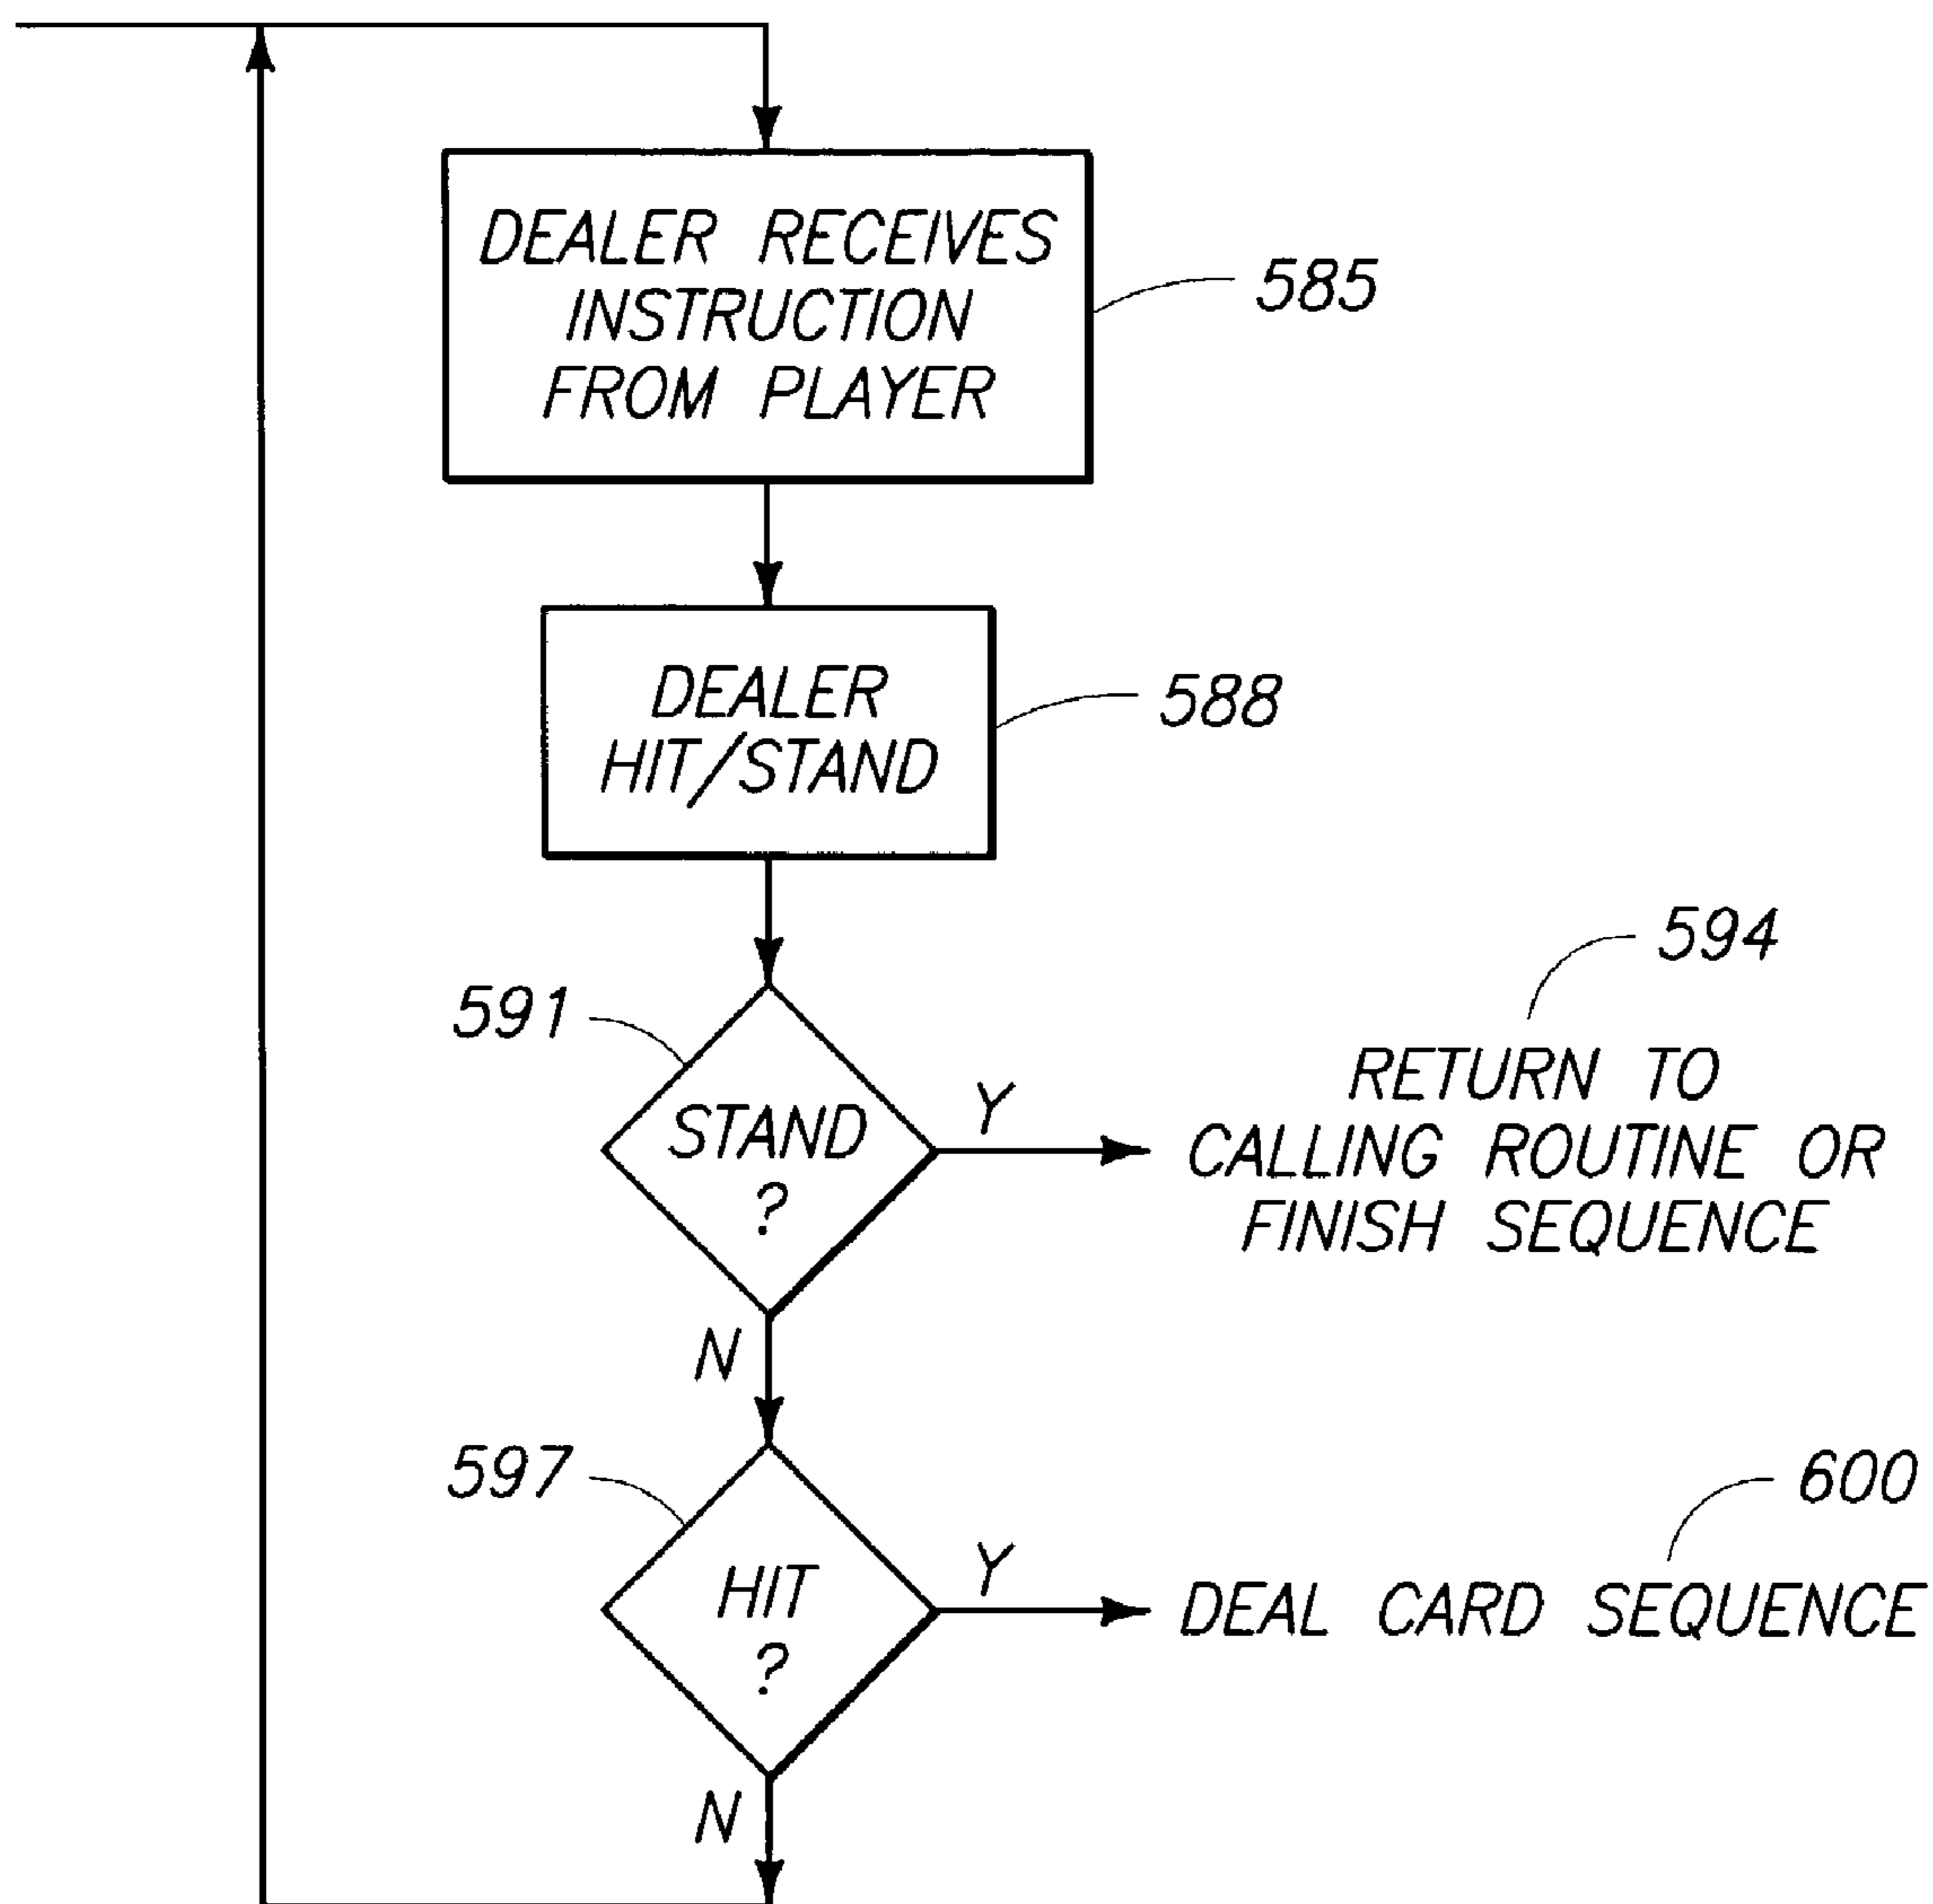 DEALER RECEIVES
INSTRUCTION
FROM PLAYER
585
DEALER
HIT/STAND
588
594
591
STAND
?
Y
RETURN TO
CALLING ROUTINE OR
FINISH SEQUENCE
N
597
600
HIT
?
Y
DEAL CARD SEQUENCE
N